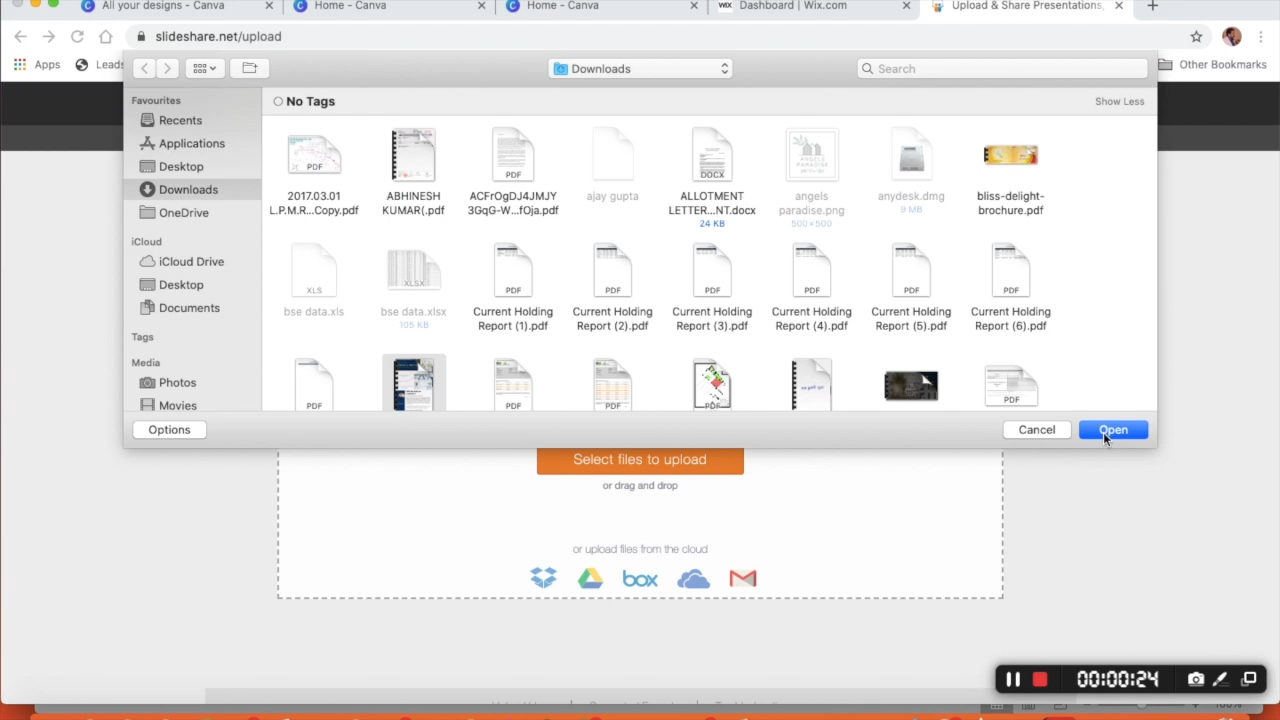 All your designs - Canva
Home - Canva
Home - Canva
WIX Dashboard | Wix.com
Upload & Share Presentations,
slideshare.net/upload
Apps
Leads
Other Bookmarks
Downloads
Search
Favourites
No Tags
Show Less
Recents
Applications
Desktop
Downloads
OneDrive
iCloud
iCloud Drive
Desktop
Documents
Tags
Media
Photos
Movies
PDF
PDF
DOCX
2017.03.01
L.P.M.R...Copy.pdf
ABHINESH
KUMAR(.pdf
ACFrOgDJ4JMJY
3GqG-W...fOja.pdf
ajay gupta
ALLOTMENT
LETTER...NT.docx
24 KB
ANGELS
PARADISE
angels
paradise.png
500×500
anydesk.dmg
9 MB
bliss-delight-
brochure.pdf
XLS
XLSX
PDF
PDF
PDF
PDF
PDF
PDF
bse data.xls
bse data.xlsx
105 KB
Current Holding
Report (1).pdf
Current Holding
Report (2).pdf
Current Holding
Report (3).pdf
Current Holding
Report (4).pdf
Current Holding
Report (5).pdf
Current Holding
Report (6).pdf
PDF
PDF
PDF
PDF
PDF
Options
Cancel
Open
Select files to upload
or drag and drop
or upload files from the cloud
box
00:00:24